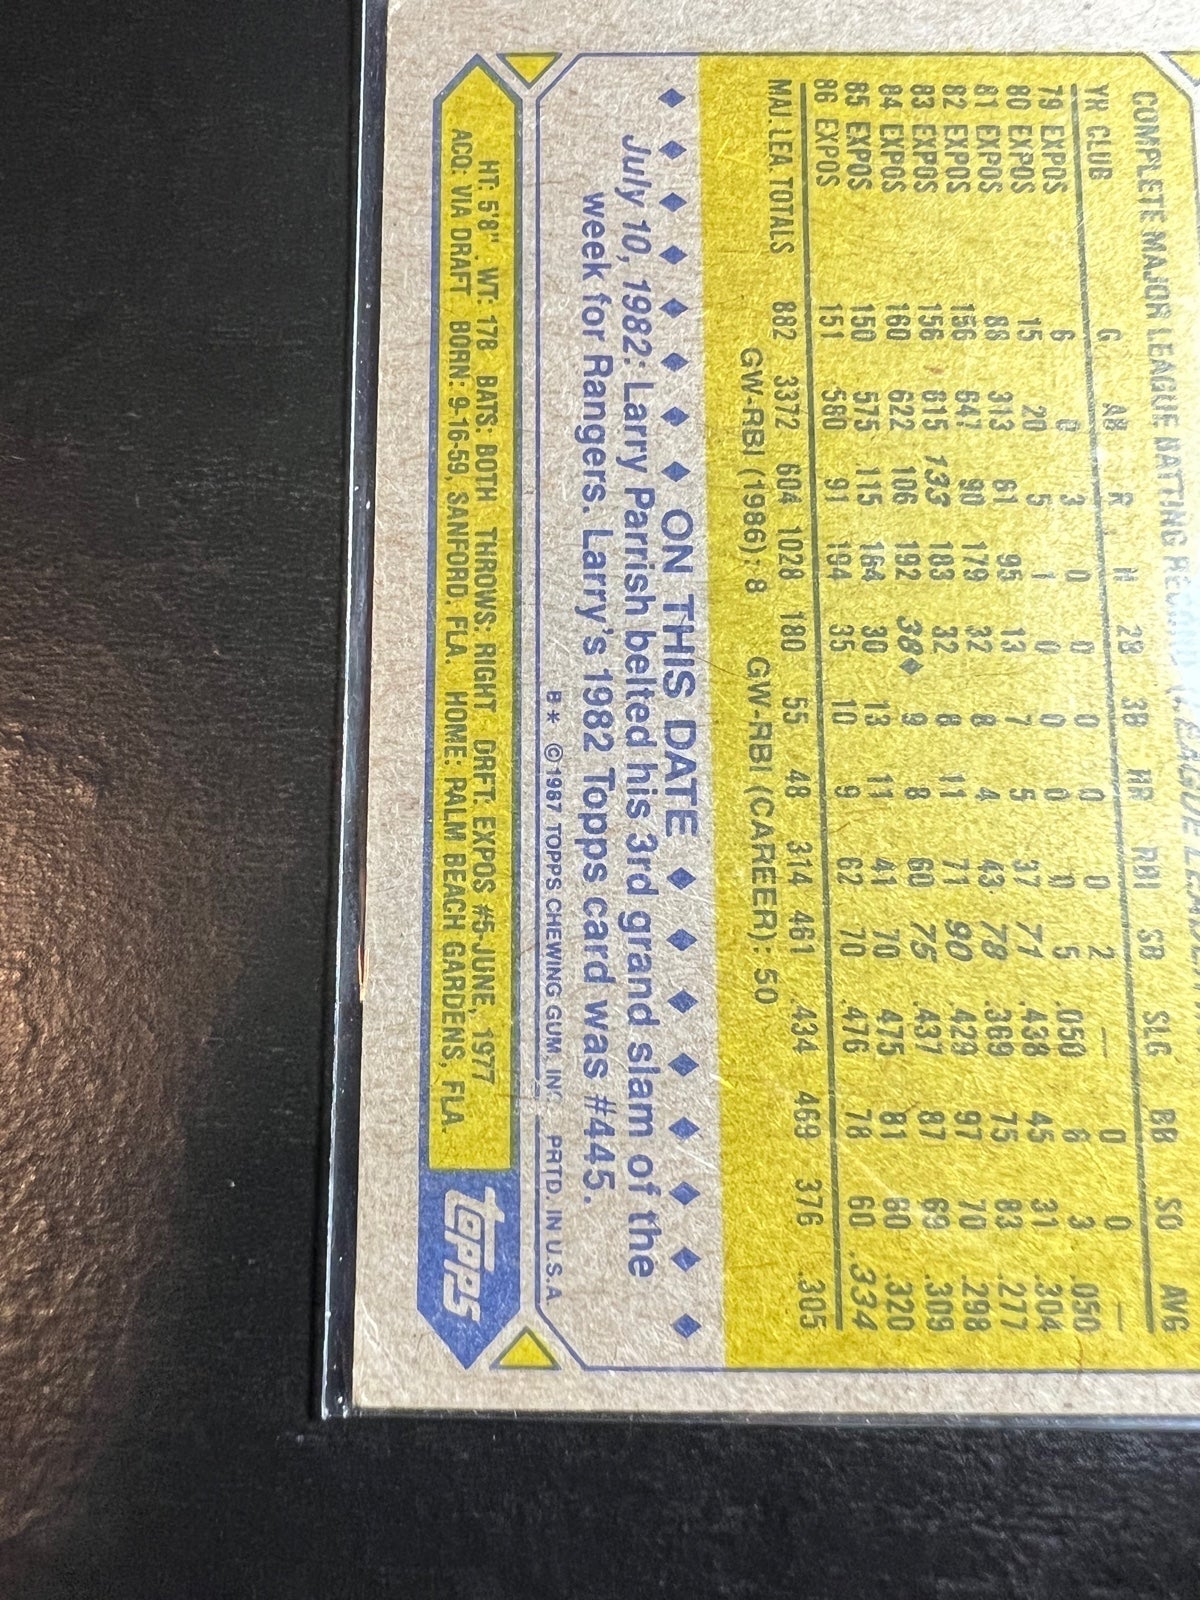 COMPLETE MAJOR LEAGUE BATTING
YR CLUB G AB R H 2B 3B HR RBI SB SLG BB SO AVG
79 EXPOS 6 0 3 0 0 0 0 0 2 — 0 0 —
80 EXPOS 15 20 5 1 0 0 0 0 5 .050 6 3 .050
81 EXPOS 88 313 61 95 13 7 5 37 71 .438 45 31 .304
82 EXPOS 156 647 90 179 32 8 4 43 78 .389 75 83 .277
83 EXPOS 156 615 133 183 32 8 11 71 90 .429 97 70 .298
84 EXPOS 160 622 106 192 38♦ 9 8 60 75 .437 87 69 .309
85 EXPOS 150 575 115 164 30 13 11 41 70 .475 81 60 .320
86 EXPOS 151 580 91 194 35 10 9 62 70 .476 78 60 .334
MAJ. LEA. TOTALS 882 3372 604 1028 180 55 48 314 461 .434 469 376 .305
GW-RBI (1986): 8 GW-RBI (CAREER): 50
ON THIS DATE
July 10, 1982: Larry Parrish belted his 3rd grand slam of the
week for Rangers. Larry's 1982 Topps card was #445.
B * © 1987 TOPPS CHEWING GUM, INC. PRTD. IN U.S.A.
HT: 5'8" WT: 178 BATS: BOTH THROWS: RIGHT DRFT: EXPOS #5-JUNE, 1977
ACQ: VIA DRAFT BORN: 9-16-59, SANFORD, FLA. HOME: PALM BEACH GARDENS, FLA.
topps